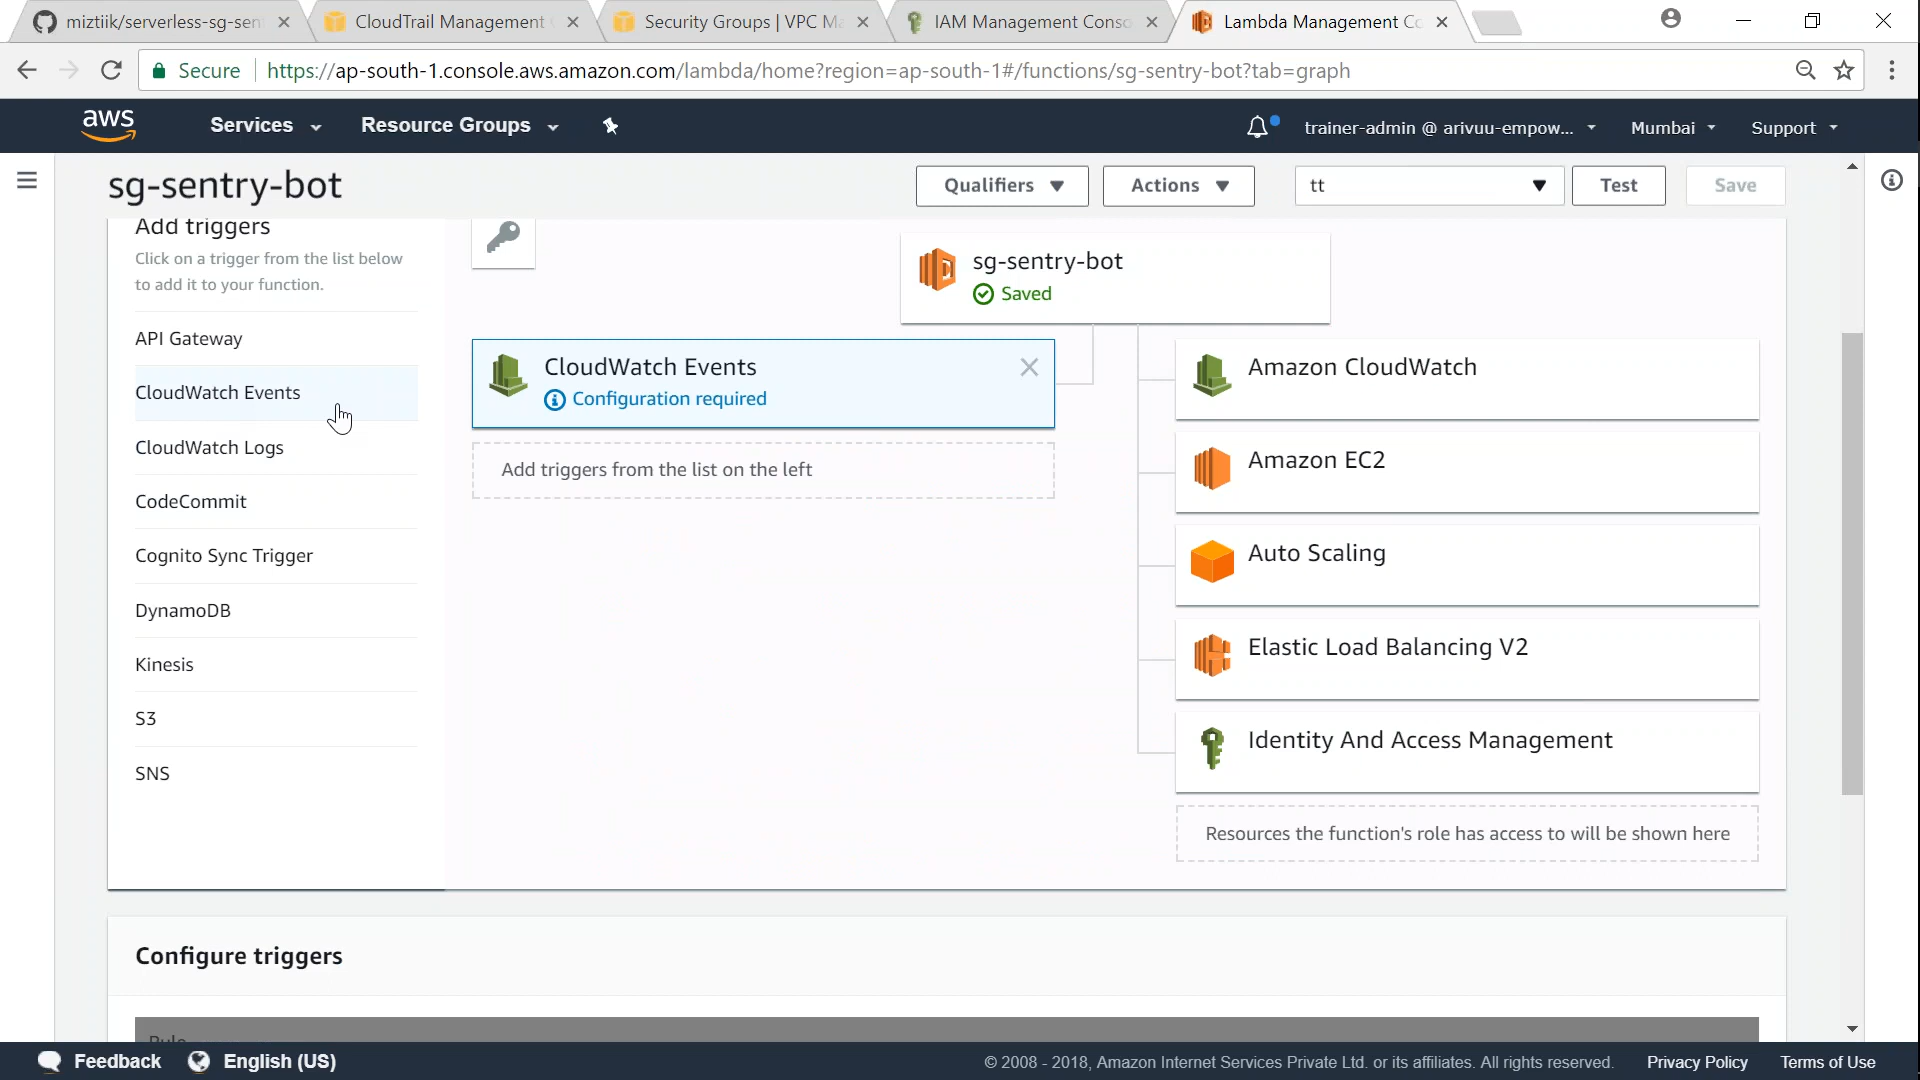 miztiik/serverless-sg-sen
CloudTrail Management
Security Groups | VPC Ma
IAM Management Conso
Lambda Management Co
Secure
https://ap-south-1.console.aws.amazon.com/lambda/home?region=ap-south-1#/functions/sg-sentry-bot?tab=graph
aws
Services
Resource Groups
trainer-admin @ arivuu-empow...
Mumbai
Support
sg-sentry-bot
Qualifiers
Actions
tt
Test
Save
Add triggers
Click on a trigger from the list below
to add it to your function.
API Gateway
CloudWatch Events
CloudWatch Logs
CodeCommit
Cognito Sync Trigger
DynamoDB
Kinesis
S3
SNS
sg-sentry-bot
Saved
CloudWatch Events
Configuration required
Add triggers from the list on the left
Amazon CloudWatch
Amazon EC2
Auto Scaling
Elastic Load Balancing V2
Identity And Access Management
Resources the function's role has access to will be shown here
Configure triggers
Rule
Feedback
English (US)
© 2008 - 2018, Amazon Internet Services Private Ltd. or its affiliates. All rights reserved.
Privacy Policy
Terms of Use